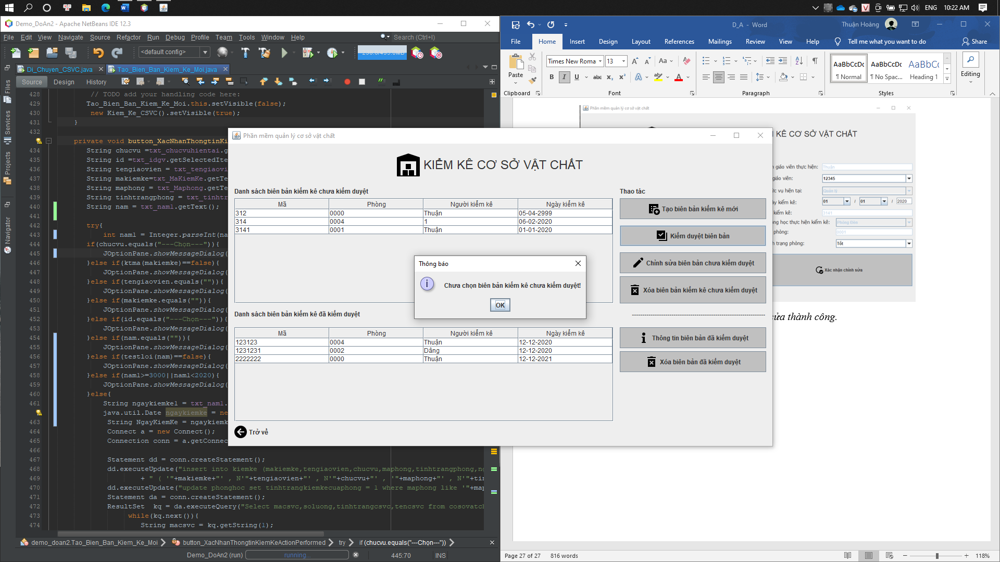 ENG 10:22 AM
Demo_DoAn2 - Apache NetBeans IDE 12.3
File Edit View Navigate Source Refactor Run Debug Profile Team Tools Window Help
Search (Ctrl+I)
<default config>
Di_Chuyen_CSVC.java
Tao_Bien_Ban_Kiem_Ke_Moi.java
Source Design History
Files
Services
Projects
Navigator
428 // TODO add your handling code here:
429 Tao_Bien_Ban_Kiem_Ke_Moi.this.setVisible(false);
430 new Kiem_Ke_CSVC().setVisible(true);
431 }
432
private void button_XacNhanThongtinKi
434 String chucvu =txt_chucvuhientai.g
435 String id =txt_idgv.getSelectedIte
436 String tengiaovien = txt_tengiaovi
437 String makiemke=txt_MaKiemKe.getTe
438 String maphong = txt_Maphong.getTe
439 String tinhtrangphong = txt_tinhtr
440 String nam = txt_nam1.getText();
441
442 try{
443 int nam1 = Integer.parseInt(na
444 if(chucvu.equals("---Chọn---")){
445 JOptionPane.showMessageDialog(
446 }else if(ktma(makiemke)==false){
447 JOptionPane.showMessageDialog(
448 }else if(tengiaovien.equals("")){
449 JOptionPane.showMessageDialog(
450 }else if(makiemke.equals("")){
451 JOptionPane.showMessageDialog(
452 }else if(id.equals("---Chọn---")){
453 JOptionPane.showMessageDialog(
454 }else if(nam.equals("")){
455 JOptionPane.showMessageDialog(
456 }else if(testloi(nam)==false){
457 JOptionPane.showMessageDialog(
458 }else if(nam1>=3000||nam1<2020){
459 JOptionPane.showMessageDialog(
460 }else{
461 String ngaykiemke1 = txt_nam1.
java.util.Date ngaykiemke = ne
463 String NgayKiemKe = ngaykiemk
464 Connect a = new Connect();
465 Connection conn = a.getConnec
466
467 Statement dd = conn.createStatement();
468 dd.executeUpdate("insert into kiemke (makiemke,tengiaovien,chucvu,maphong,tinhtrangphong,ng
469 + " ( '"+makiemke+"' , N'"+tengiaovien+"' , N'"+chucvu+"' , '"+maphong+"' , N'"+tin
470 dd.executeUpdate("update phonghoc set tinhtrangkiemkecuaphong = 1 where maphong like '"+map
471 Statement da = conn.createStatement();
472 ResultSet kq = da.executeQuery("Select macsvc,soluong,tinhtrangcsvc,tencsvc from cosovatch
473 while(kq.next()){
474 String macsvc = kq.getString(1);
demo_doan2.Tao_Bien_Ban_Kiem_Ke_Moi button_XacNhanThongtinKiemKeActionPerformed try if (chucvu.equals("---Chọn---"))
Demo_DoAn2 (run) running... 445:70 INS
Phần mềm quản lý cơ sở vật chất
KIỂM KÊ CƠ SỞ VẬT CHẤT
Danh sách biên bản kiểm kê chưa kiểm duyệt
Mã Phòng Người kiểm kê Ngày kiểm kê
312 0000 Thuận 05-04-2999
314 0004 1 06-02-2020
3141 0001 Thuận 01-01-2020
Thông báo
Chưa chọn biên bản kiểm kê chưa kiểm duyệt!
OK
Danh sách biên bản kiểm kê đã kiểm duyệt
Mã Phòng Người kiểm kê Ngày kiểm kê
123123 0004 Thuận 12-12-2020
1231231 0002 Dâng 12-12-2020
2222222 0000 Thuận 12-12-2021
Trở về
Thao tác
Tạo biên bản kiểm kê mới
Kiểm duyệt biên bản
Chỉnh sửa biên bản chưa kiểm duyệt
Xóa biên bản kiểm kê chưa kiểm duyệt
Thông tin biên bản đã kiểm duyệt
Xóa biên bản đã kiểm duyệt
D_A - Word
Thuận Hoàng
File Home Insert Design Layout References Mailings Review View Help Tell me what you want to do Share
Paste
Times New Roma 13
B I U abc x₂ x²
AaBbCcDc AaBbCcDc AaBbCc
¶ Normal ¶ No Spac... Heading 1
Editing
Clipboard Font Paragraph Styles
Phần mềm quản lý cơ sở vật chất
KÊ CƠ SỞ VẬT CHẤT
giáo viên thực hiện: Thuận
giáo viên: 12345
vụ hiện tại: Quản lý
kiểm kê: 01 / 01 / 2020
kiểm kê: 3141
học thực hiện kiểm kê: Phòng Đèn
phòng: 0001
trạng phòng: Tốt
Xác nhận chỉnh sửa
sửa thành công.
Page 27 of 27 816 words
118%